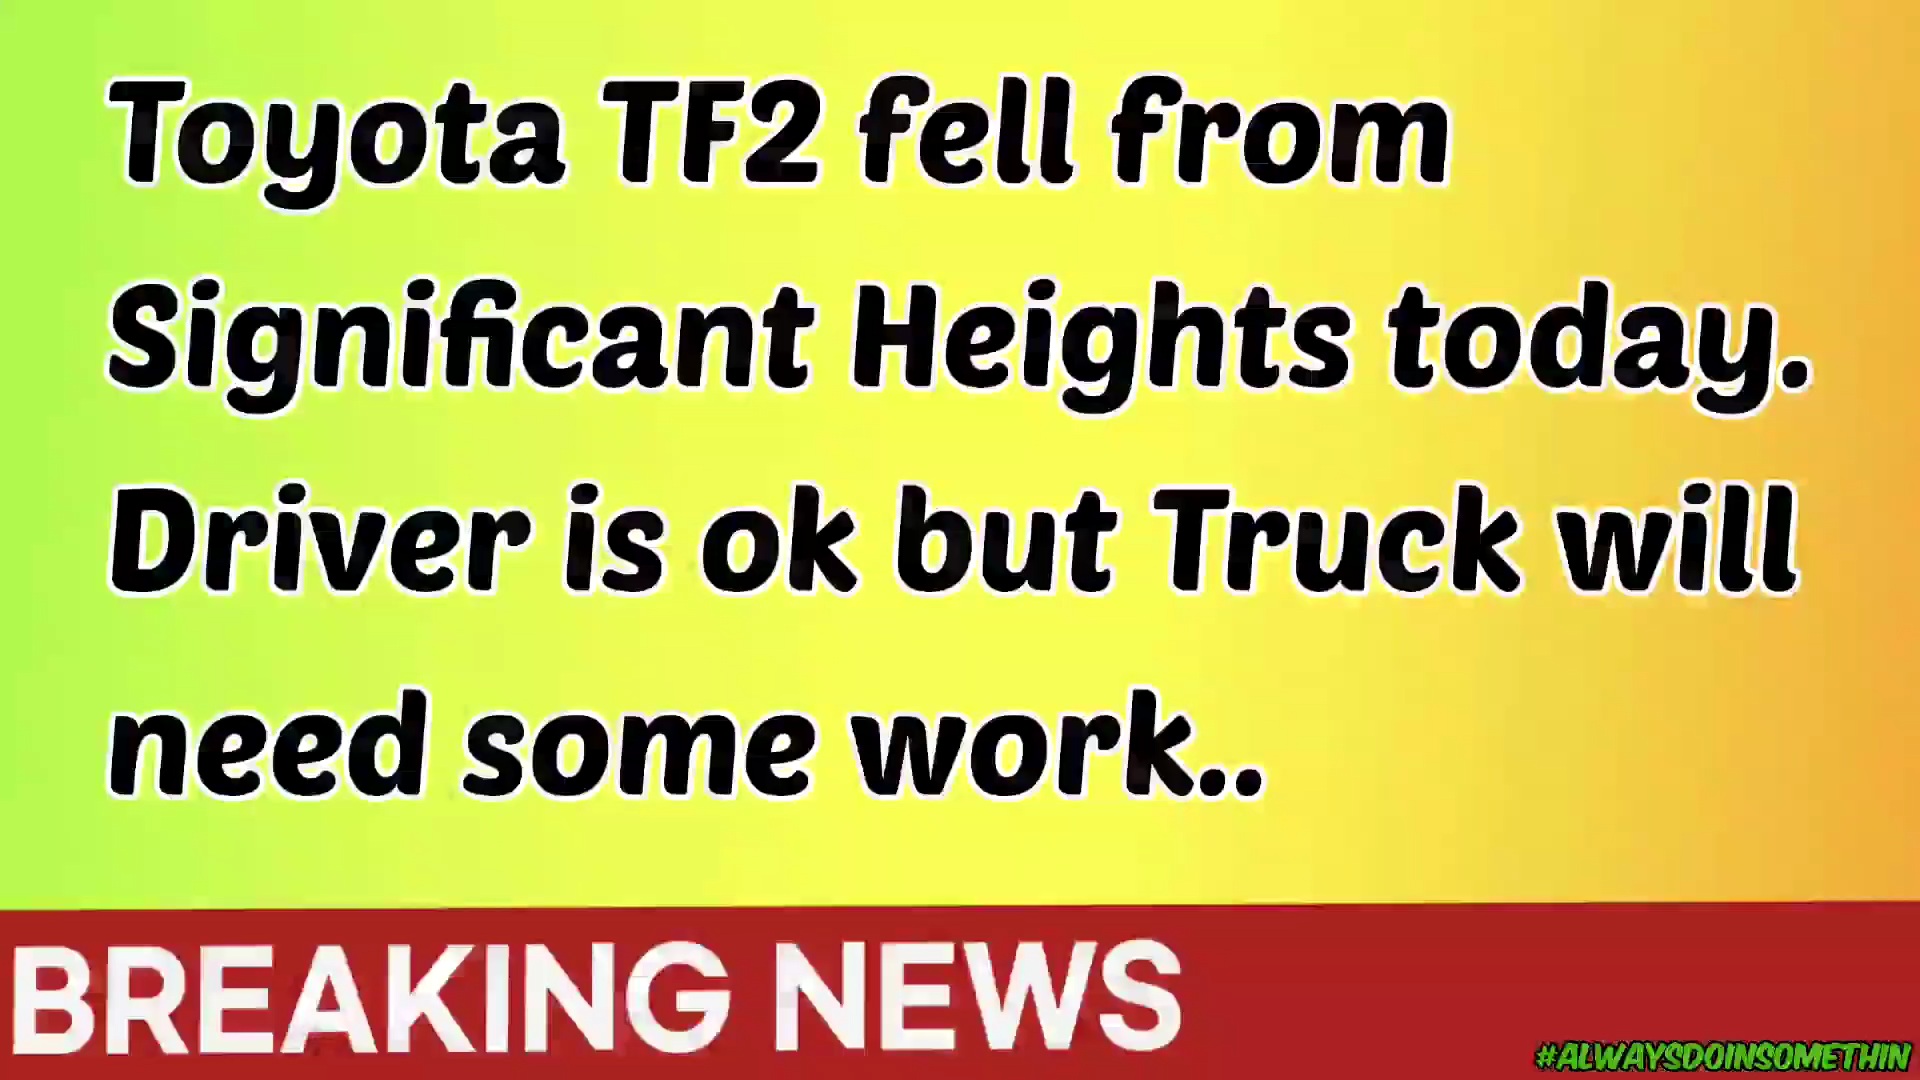 Toyota TF2 fell from
Significant Heights today.
Driver is ok but Truck will
need some work..
BREAKING NEWS
#ALWAYSDOINSOMETHIN